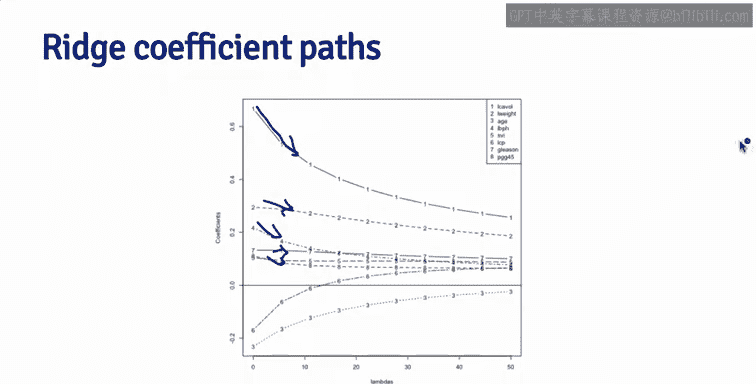 GPT中英字幕课程资源@bilibili.com
Ridge coefficient paths
1 lcavol
2 lweight
3 age
4 lbph
5 svi
6 lcp
7 gleason
8 pgg45
Coefficients
0.6
0.4
0.2
0.0
-0.2
0 10 20 30 40 50
lambdas